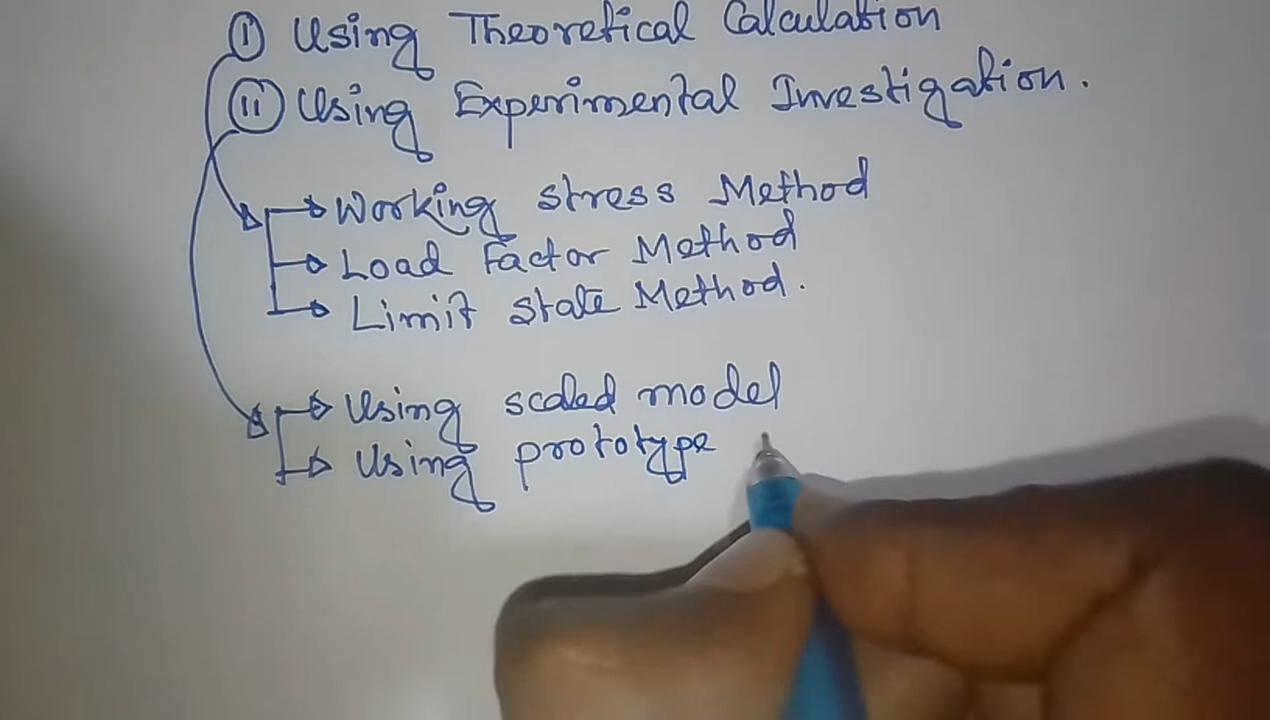 (I) Using Theoretical Calculation
(II) Using Experimental Investigation.
Working stress Method
Load Factor Method
Limit state Method.
Using scaled model
Using prototype